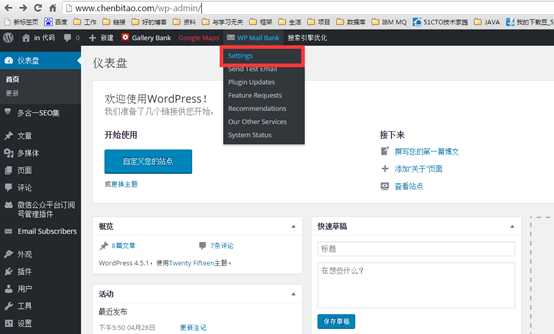 www.chenbitao.com/wp-admin/
新标签页 百度 工作 链接 好的博客 资料 与学习无关 框架 生活 项目 数据库 陈M MQ 51CTO技术家园 JAVA 我的下载页_5
in 代码 0 新建 Gallery Bank Google Maps WP Mail Bank 搜索引擎优化
仪表盘
首页
更新
多合一SEO集
文章
多媒体
页面
评论
微信公众平台订阅
号管理插件
Email Subscribers
外观
插件
用户
工具
设置
仪表盘
Settings
Send Test Email
Plugin Updates
Feature Requests
Recommendations
Our Other Services
System Status
欢迎使用WordPress！
我们准备了几个链接供您开始，
开始使用
自定义您的站点
或更换主题
接下来
撰写您的第一篇博文
添加“关于”页面
查看站点
概览
8篇文章 7条评论
WordPress 4.5.1，使用Twenty Fifteen主题。
活动
最近发布
下午5:50 04月28日 更新注记
快速草稿
标题
在想些什么？
保存草稿